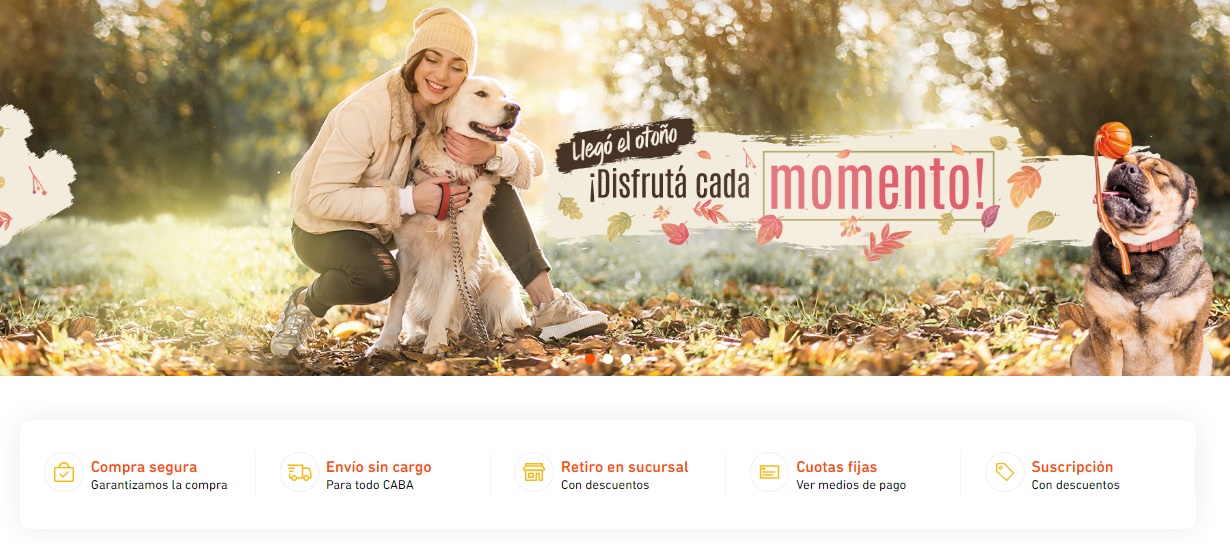 Llegó el otoño
¡Disfrutá cada momento!
Compra segura
Garantizamos la compra
Envío sin cargo
Para todo CABA
Retiro en sucursal
Con descuentos
Cuotas fijas
Ver medios de pago
Suscripción
Con descuentos